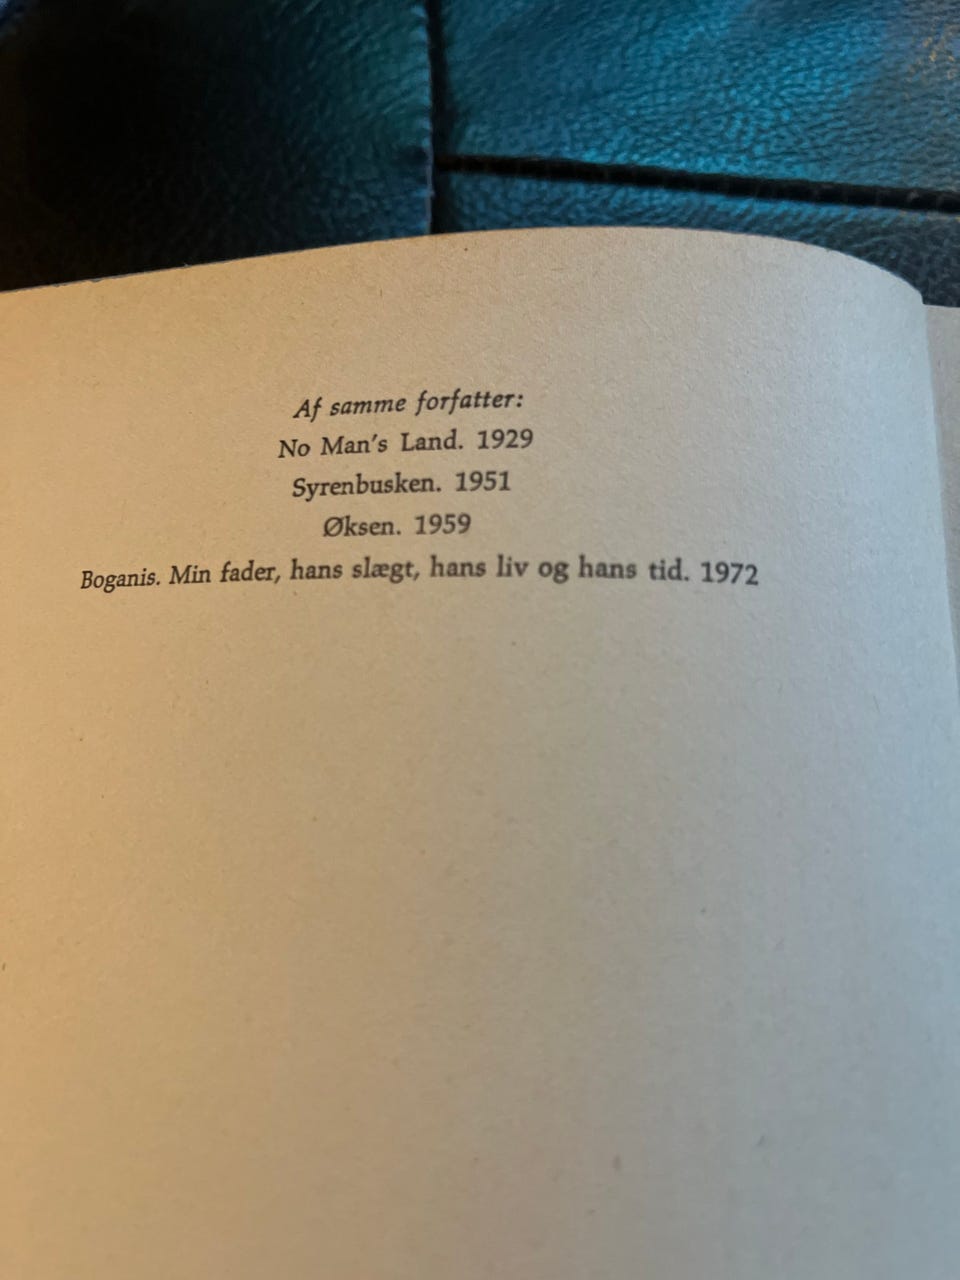 Af samme forfatter:
No Man's Land. 1929
Syrenbusken. 1951
Øksen. 1959
Boganis. Min fader, hans slægt, hans liv og hans tid. 1972